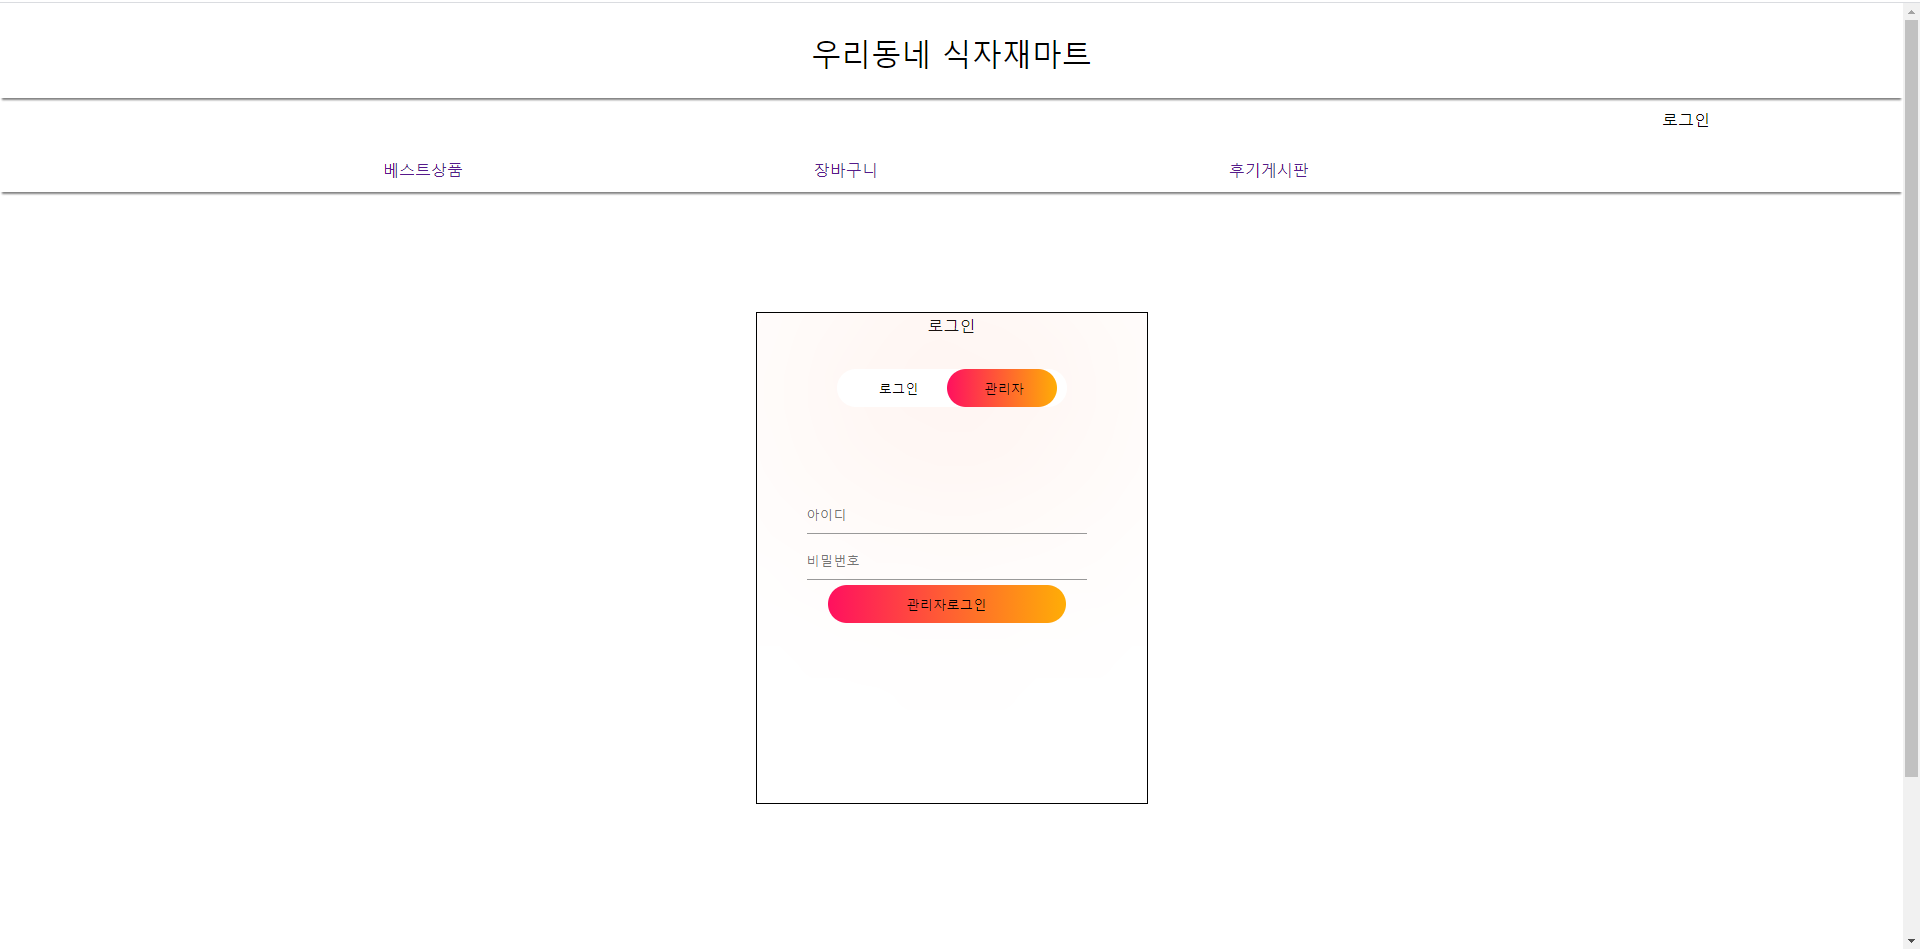 우리동네 식자재마트
로그인
베스트상품 장바구니 후기게시판
로그인
로그인 관리자
아이디
비밀번호
관리자로그인